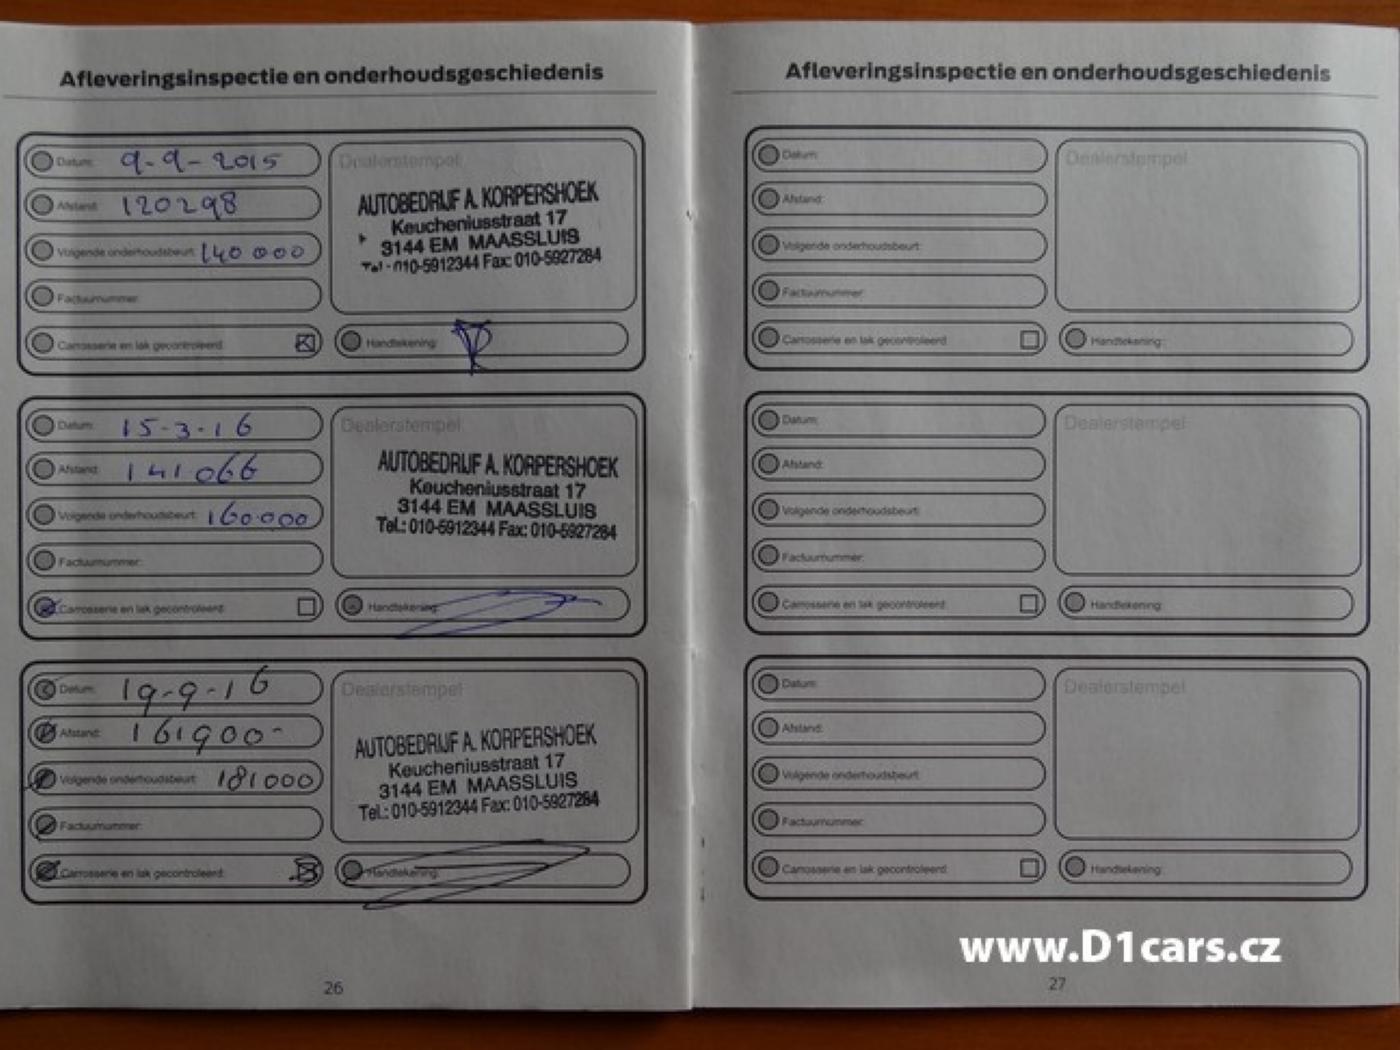 Afleveringsinspectie en onderhoudsgeschiedenis
Datum: 9-9-2015
Afstand: 120298
Volgende onderhoudsbeurt: 140 000
Factuurnummer:
Carrosserie en lak gecontroleerd:
Dealerstempel:
AUTOBEDRIJF A. KORPERSHOEK
Keucheniusstraat 17
3144 EM MAASSLUIS
Tel.: 010-5912344 Fax: 010-5927284
Handtekening:
Datum: 15-3-16
Afstand: 141066
Volgende onderhoudsbeurt: 160.000
Factuurnummer:
Carrosserie en lak gecontroleerd:
Dealerstempel:
AUTOBEDRIJF A. KORPERSHOEK
Keucheniusstraat 17
3144 EM MAASSLUIS
Tel.: 010-5912344 Fax: 010-5927284
Handtekening:
Datum: 19-9-16
Afstand: 161900-
Volgende onderhoudsbeurt: 181000
Factuurnummer:
Carrosserie en lak gecontroleerd:
Dealerstempel:
AUTOBEDRIJF A. KORPERSHOEK
Keucheniusstraat 17
3144 EM MAASSLUIS
Tel.: 010-5912344 Fax: 010-5927284
Handtekening:
26
Afleveringsinspectie en onderhoudsgeschiedenis
Datum:
Afstand:
Volgende onderhoudsbeurt:
Factuurnummer:
Carrosserie en lak gecontroleerd:
Dealerstempel:
Handtekening:
Datum:
Afstand:
Volgende onderhoudsbeurt:
Factuurnummer:
Carrosserie en lak gecontroleerd:
Dealerstempel:
Handtekening:
Datum:
Afstand:
Volgende onderhoudsbeurt:
Factuurnummer:
Carrosserie en lak gecontroleerd:
Dealerstempel:
Handtekening:
www.D1cars.cz
27